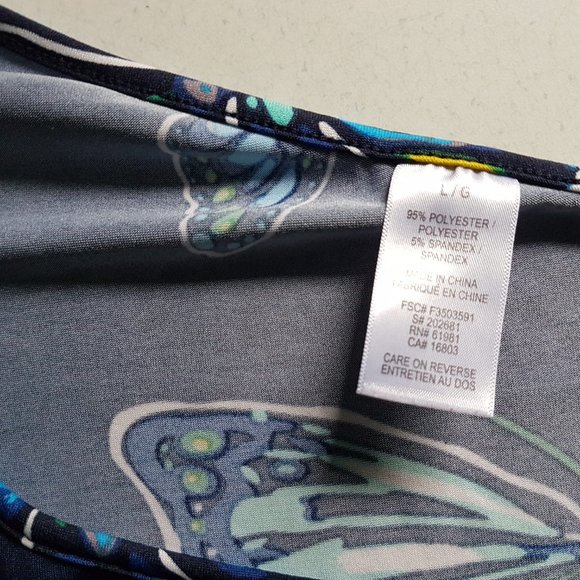 L / G
95% POLYESTER /
POLYESTER
5% SPANDEX /
SPANDEX
MADE IN CHINA
FABRIQUÉ EN CHINE
FSC# F3503591
S# 202681
RN# 61981
CA# 16803
CARE ON REVERSE
ENTRETIEN AU DOS